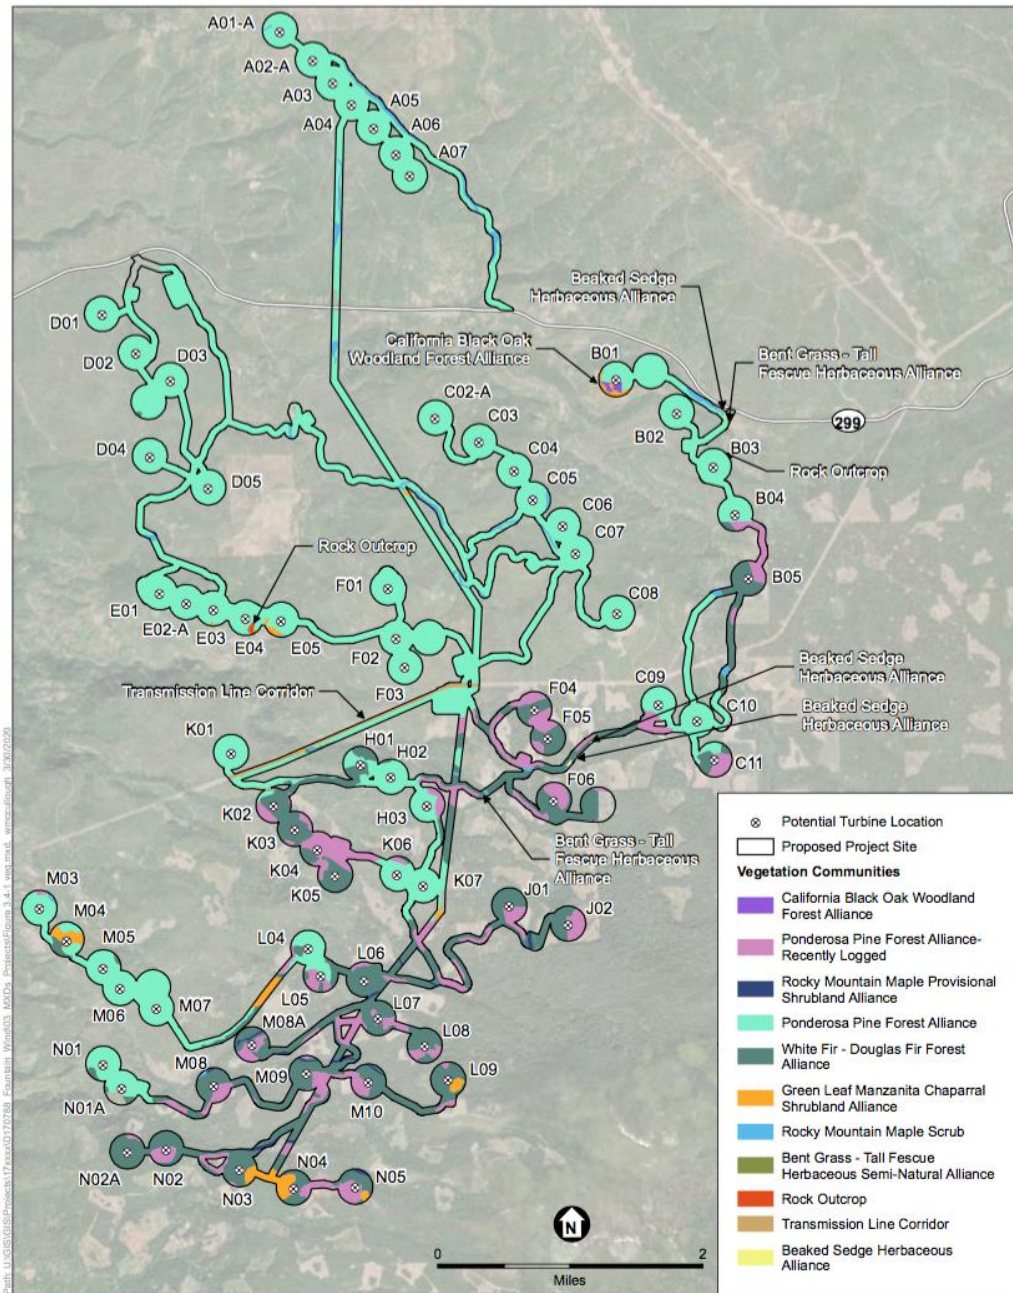 A01-A
A02-A
A03
A05
A04
A06
A07
Beaked Sedge
Herbaceous Alliance
D01
California Black Oak
Woodland Forest Alliance
B01
Bent Grass - Tall
Fescue Herbaceous Alliance
D02
D03
C02-A
C03
B02
299
D04
C04
B03
Rock Outcrop
D05
C05
B04
C06
C07
Rock Outcrop
B05
F01
C08
E01
E02-A
E03
E04
E05
F02
F03
Beaked Sedge
Herbaceous Alliance
Transmission Line Corridor
C09
F04
C10
Beaked Sedge
Herbaceous Alliance
F05
K01
H01
H02
C11
F06
K02
H03
K03
K06
Bent Grass - Tall
Fescue Herbaceous
Alliance
K04
K05
K07
M03
J01
M04
J02
M05
L04
L06
L05
M06
M07
L07
M08A
L08
N01
M08
M09
L09
N01A
M10
N02A
N02
N03
N04
N05
N
0
2
Miles
Potential Turbine Location
Proposed Project Site
Vegetation Communities
California Black Oak Woodland
Forest Alliance
Ponderosa Pine Forest Alliance-
Recently Logged
Rocky Mountain Maple Provisional
Shrubland Alliance
Ponderosa Pine Forest Alliance
White Fir - Douglas Fir Forest
Alliance
Green Leaf Manzanita Chaparral
Shrubland Alliance
Rocky Mountain Maple Scrub
Bent Grass - Tall Fescue
Herbaceous Semi-Natural Alliance
Rock Outcrop
Transmission Line Corridor
Beaked Sedge Herbaceous
Alliance